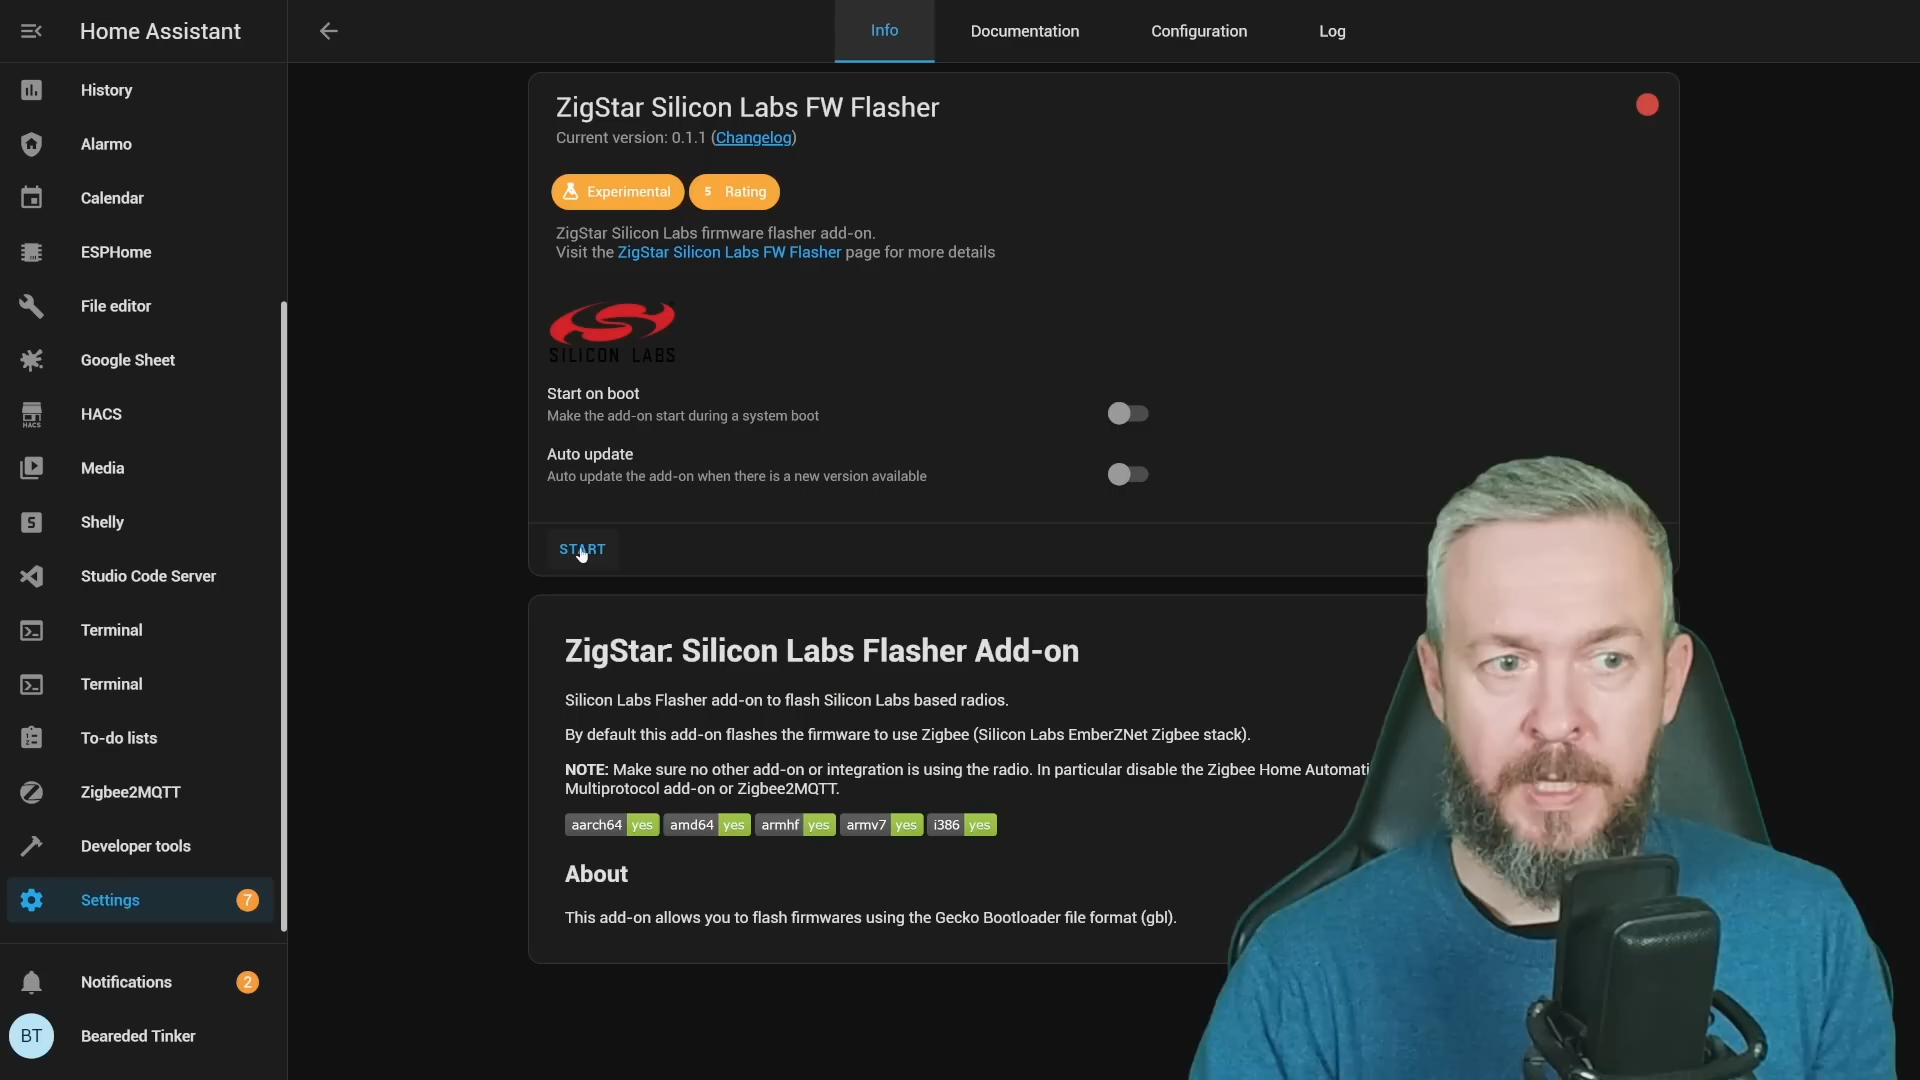 Home Assistant
Info
Documentation
Configuration
Log
History
Alarmo
Calendar
ESPHome
File editor
Google Sheet
HACS
HACS
Media
S
Shelly
Studio Code Server
Terminal
Terminal
To-do lists
Zigbee2MQTT
Developer tools
Settings
7
Notifications
2
BT
Beareded Tinker
ZigStar Silicon Labs FW Flasher
Current version: 0.1.1 (Changelog)
Experimental
5 Rating
ZigStar Silicon Labs firmware flasher add-on.
Visit the ZigStar Silicon Labs FW Flasher page for more details
SILICON LABS
Start on boot
Make the add-on start during a system boot
Auto update
Auto update the add-on when there is a new version available
START
ZigStar: Silicon Labs Flasher Add-on
Silicon Labs Flasher add-on to flash Silicon Labs based radios.
By default this add-on flashes the firmware to use Zigbee (Silicon Labs EmberZNet Zigbee stack).
NOTE: Make sure no other add-on or integration is using the radio. In particular disable the Zigbee Home Automati
Multiprotocol add-on or Zigbee2MQTT.
aarch64 yes amd64 yes armhf yes armv7 yes i386 yes
About
This add-on allows you to flash firmwares using the Gecko Bootloader file format (gbl).